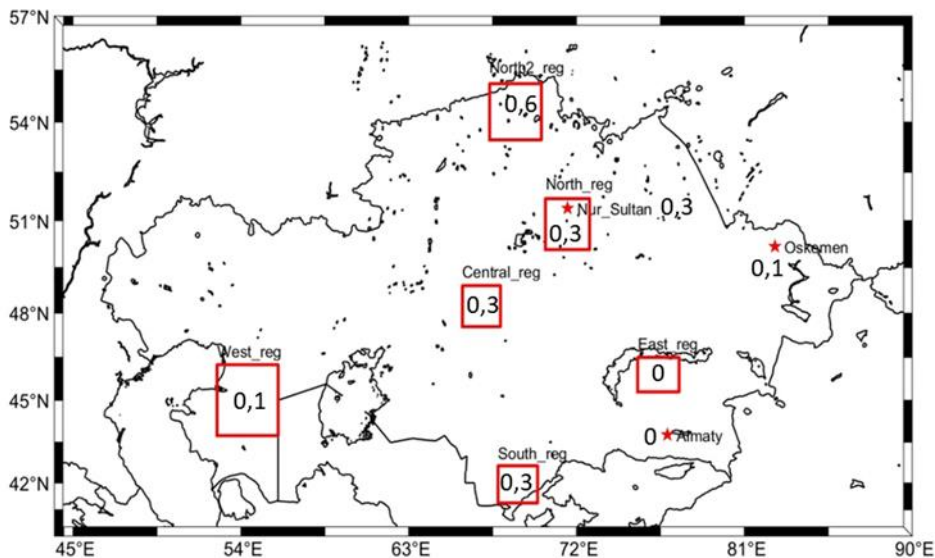 57°N
North2_reg
0,6
54°N
North_reg
51°N
Nur_Sultan
0,3
0,3
Oskemen
0,1
Central_reg
0,3
48°N
West_reg
East_reg
0
0,1
45°N
0
Almaty
South_reg
0,3
42°N
45°E 54°E 63°E 72°E 81°E 90°E